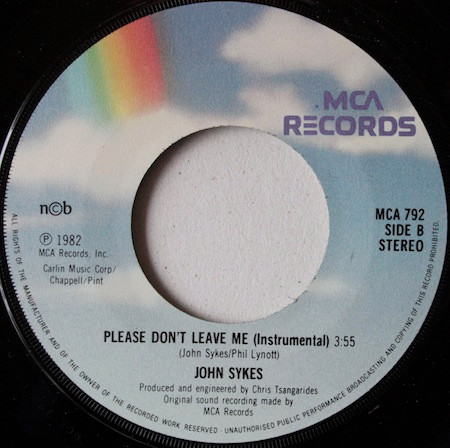 MCA
RECORDS
n©b
℗ 1982
MCA Records, Inc.
Carlin Music Corp/
Chappell/Pint
MCA 792
SIDE B
STEREO
PLEASE DON'T LEAVE ME (Instrumental) 3:55
(John Sykes/Phil Lynott)
JOHN SYKES
Produced and engineered by Chris Tsangarides
Original sound recording made by
MCA Records
ALL RIGHTS OF THE MANUFACTURER AND OF THE OWNER OF THE RECORDED WORK RESERVED · UNAUTHORISED PUBLIC PERFORMANCE BROADCASTING AND COPYING OF THIS RECORD PROHIBITED.